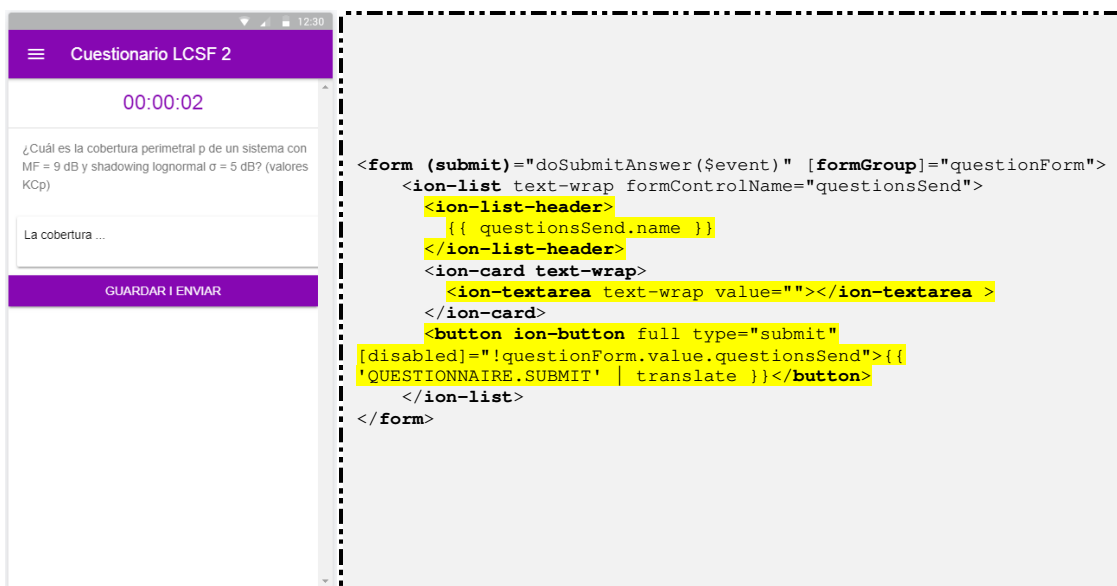 12:30
Cuestionario LCSF 2
00:00:02
¿Cuál es la cobertura perimetral p de un sistema con
MF = 9 dB y shadowing lognormal σ = 5 dB? (valores
KCp)
La cobertura ...
GUARDAR I ENVIAR
<form (submit)="doSubmitAnswer($event)" [formGroup]="questionForm">
<ion-list text-wrap formControlName="questionsSend">
<ion-list-header>
{{ questionsSend.name }}
</ion-list-header>
<ion-card text-wrap>
<ion-textarea text-wrap value=""></ion-textarea >
</ion-card>
<button ion-button full type="submit"
[disabled]="!questionForm.value.questionsSend">{{
'QUESTIONNAIRE.SUBMIT' | translate }}</button>
</ion-list>
</form>